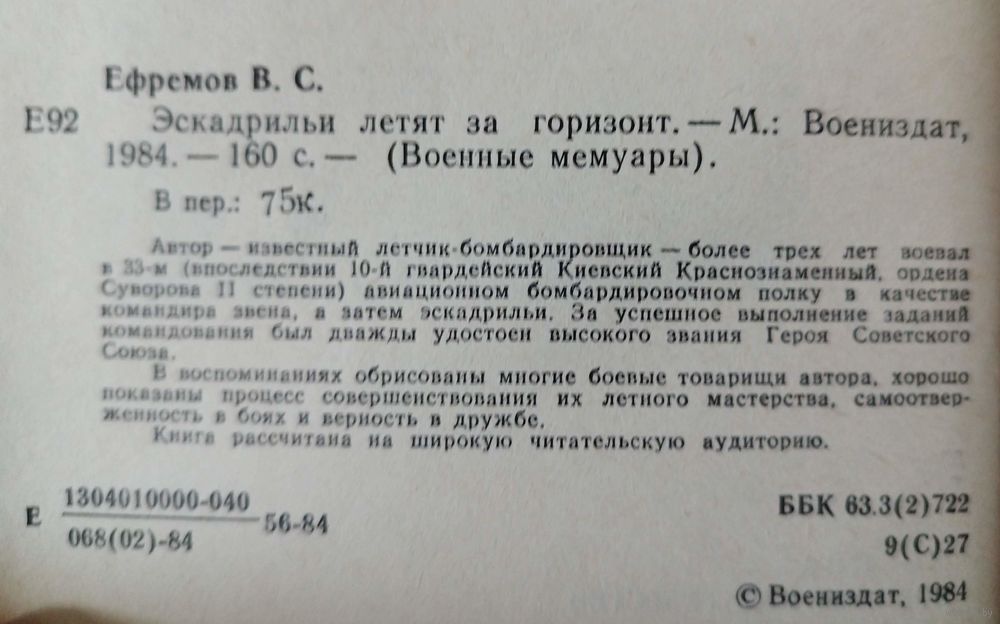 Ефремов В. С.
Е92 Эскадрильи летят за горизонт. — М.: Воениздат,
1984. — 160 с. — (Военные мемуары).
В пер.: 75к.
Автор — известный летчик-бомбардировщик — более трех лет воевал
в 33-м (впоследствии 10-й гвардейский Киевский Краснознаменный, ордена
Суворова II степени) авиационном бомбардировочном полку в качестве
командира звена, а затем эскадрильи. За успешное выполнение заданий
командования был дважды удостоен высокого звания Героя Советского
Союза.
В воспоминаниях обрисованы многие боевые товарищи автора, хорошо
показаны процесс совершенствования их летного мастерства, самоотвер-
женность в боях и верность в дружбе.
Книга рассчитана на широкую читательскую аудиторию.
Е 1304010000-040 56-84
068(02)-84
ББК 63.3(2)722
9(С)27
© Воениздат, 1984